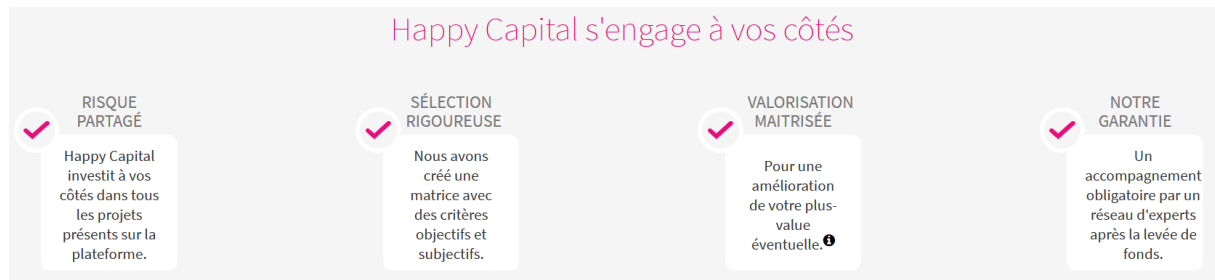 Happy Capital s'engage à vos côtés
RISQUE
PARTAGÉ
Happy Capital
investit à vos
côtés dans tous
les projets
présents sur la
plateforme.
SÉLECTION
RIGOUREUSE
Nous avons
créé une
matrice avec
des critères
objectifs et
subjectifs.
VALORISATION
MAITRISÉE
Pour une
amélioration
de votre plus-
value
éventuelle.
NOTRE
GARANTIE
Un
accompagnement
obligatoire par un
réseau d'experts
après la levée de
fonds.